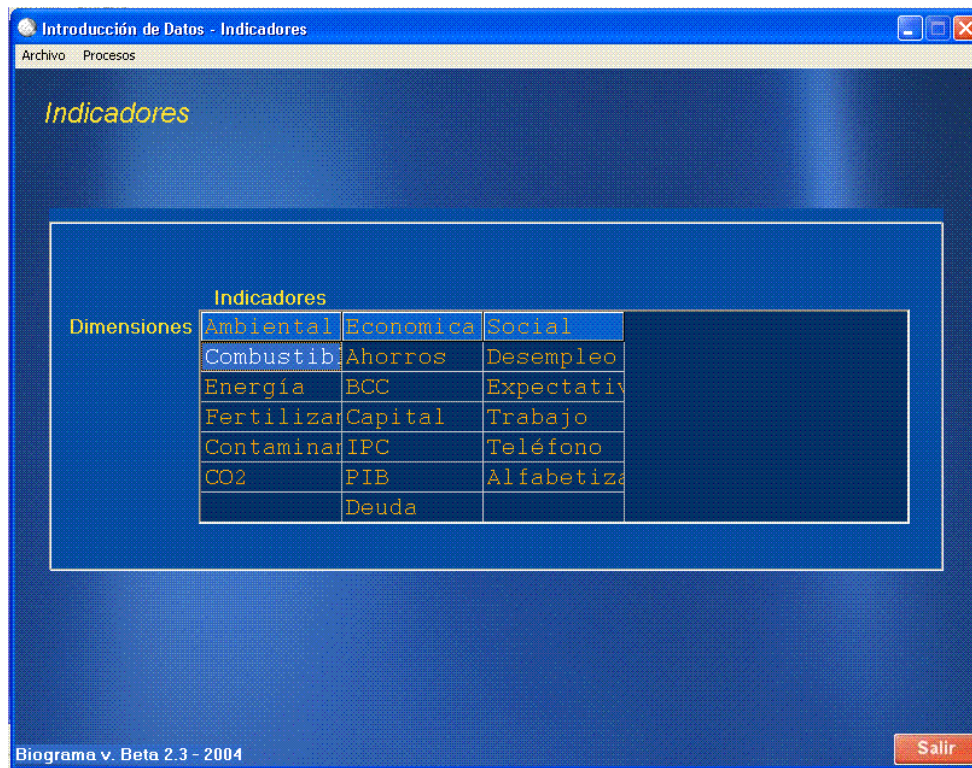 Introducción de Datos - Indicadores
Archivo Procesos
Indicadores
Indicadores
Dimensiones Ambiental Economica Social
Combustibl Ahorros Desempleo
Energía BCC Expectativ
Fertilizan Capital Trabajo
Contaminan IPC Teléfono
CO2 PIB Alfabetiza
Deuda
Biograma v. Beta 2.3 - 2004
Salir